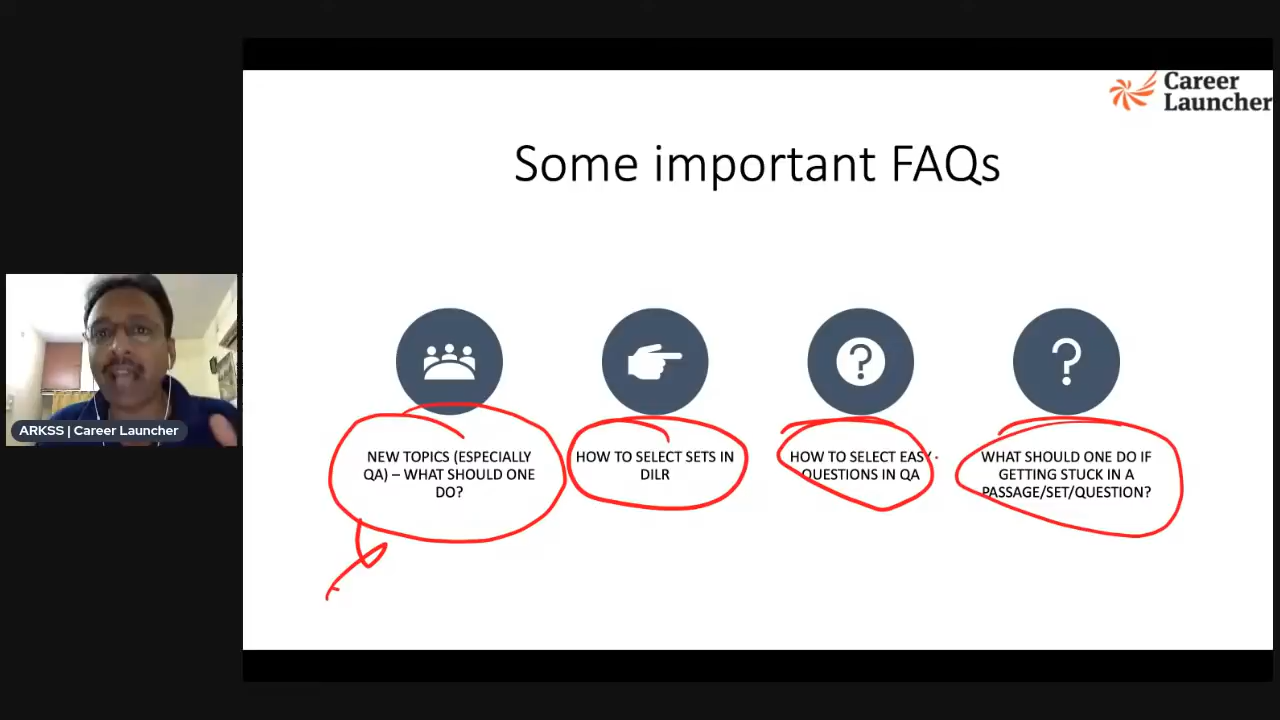 Career
Launcher
Some important FAQs
ARKSS | Career Launcher
NEW TOPICS (ESPECIALLY
QA) – WHAT SHOULD ONE
DO?
HOW TO SELECT SETS IN
DILR
HOW TO SELECT EASY
QUESTIONS IN QA
WHAT SHOULD ONE DO IF
GETTING STUCK IN A
PASSAGE/SET/QUESTION?